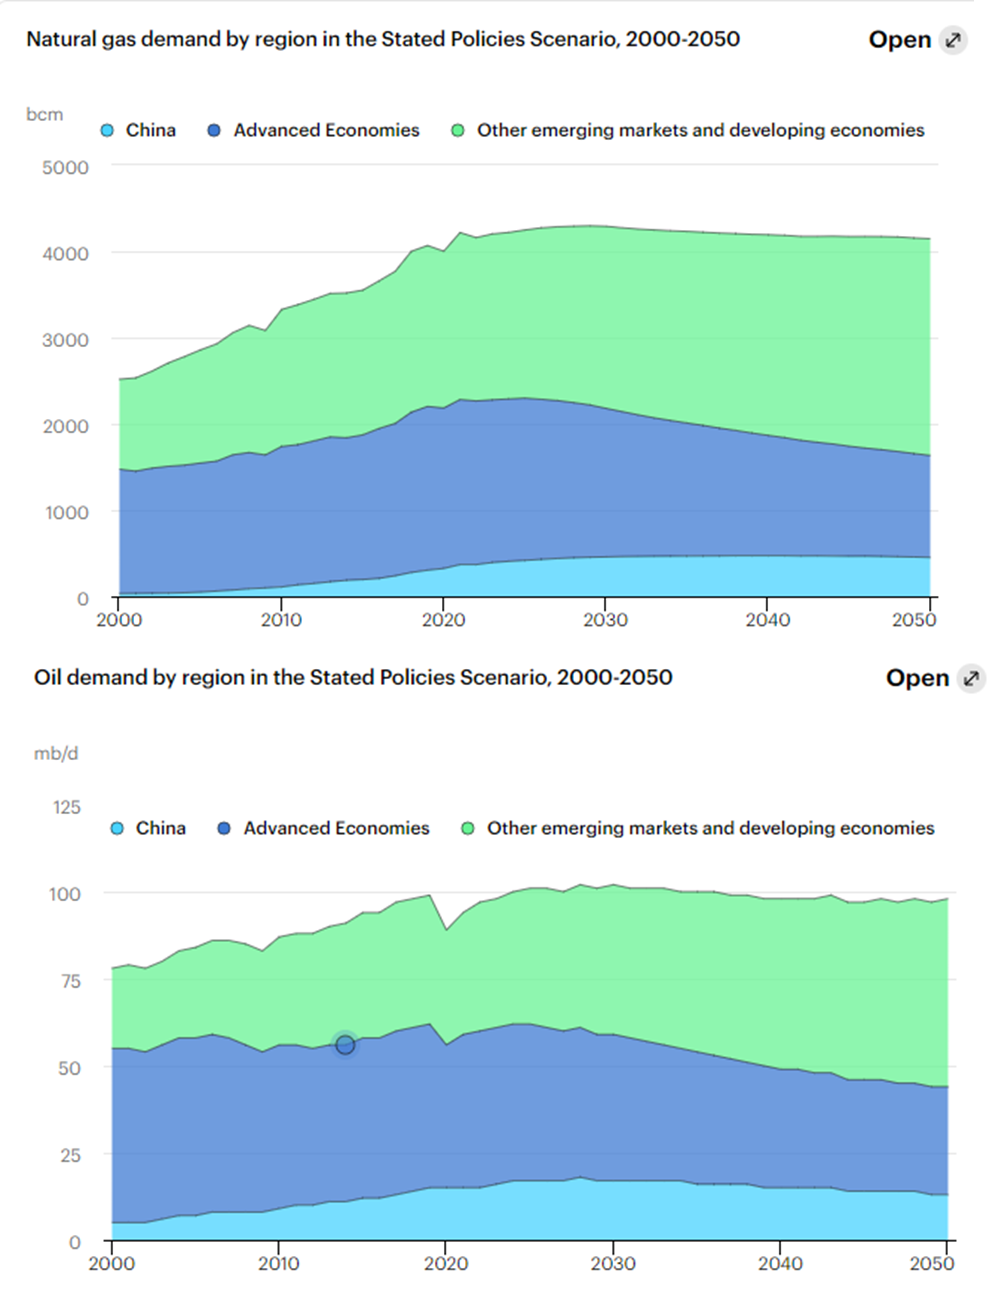 Natural gas demand by region in the Stated Policies Scenario, 2000-2050 Open
bcm
China Advanced Economies Other emerging markets and developing economies
5000
4000
3000
2000
1000
0
2000 2010 2020 2030 2040 2050
Oil demand by region in the Stated Policies Scenario, 2000-2050 Open
mb/d
125
China Advanced Economies Other emerging markets and developing economies
100
75
50
25
0
2000 2010 2020 2030 2040 2050